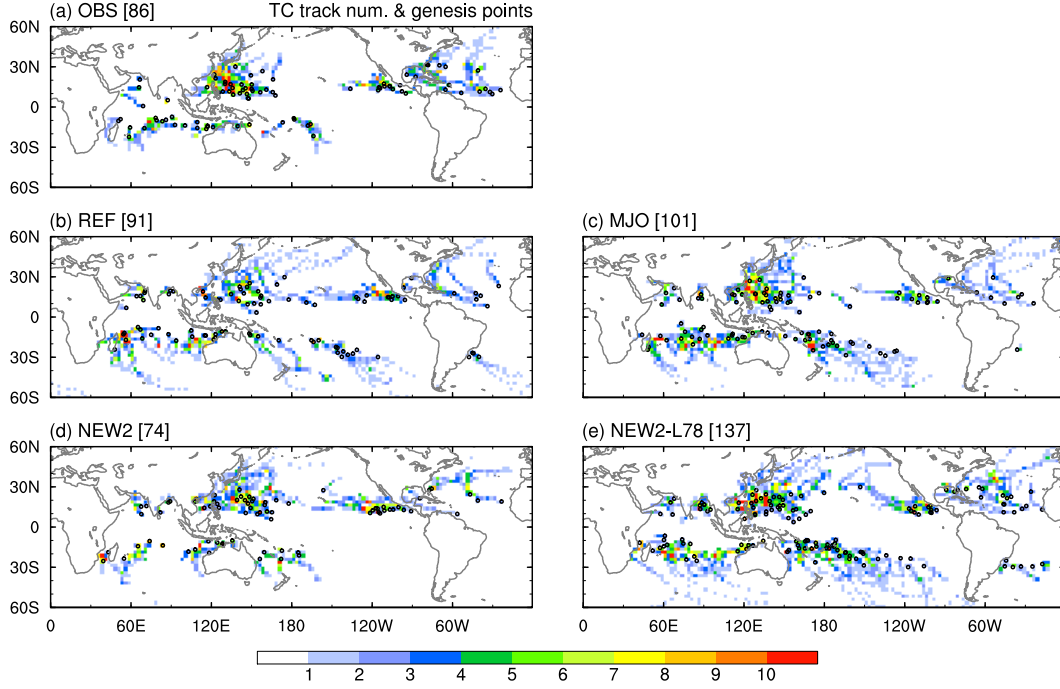 (a) OBS [86] TC track num. & genesis points
60N
30N
0
30S
60S
(b) REF [91] (c) MJO [101]
60N
30N
0
30S
60S
(d) NEW2 [74] (e) NEW2-L78 [137]
60N
30N
0
30S
60S
0 60E 120E 180 120W 60W 0 60E 120E 180 120W 60W
1 2 3 4 5 6 7 8 9 10